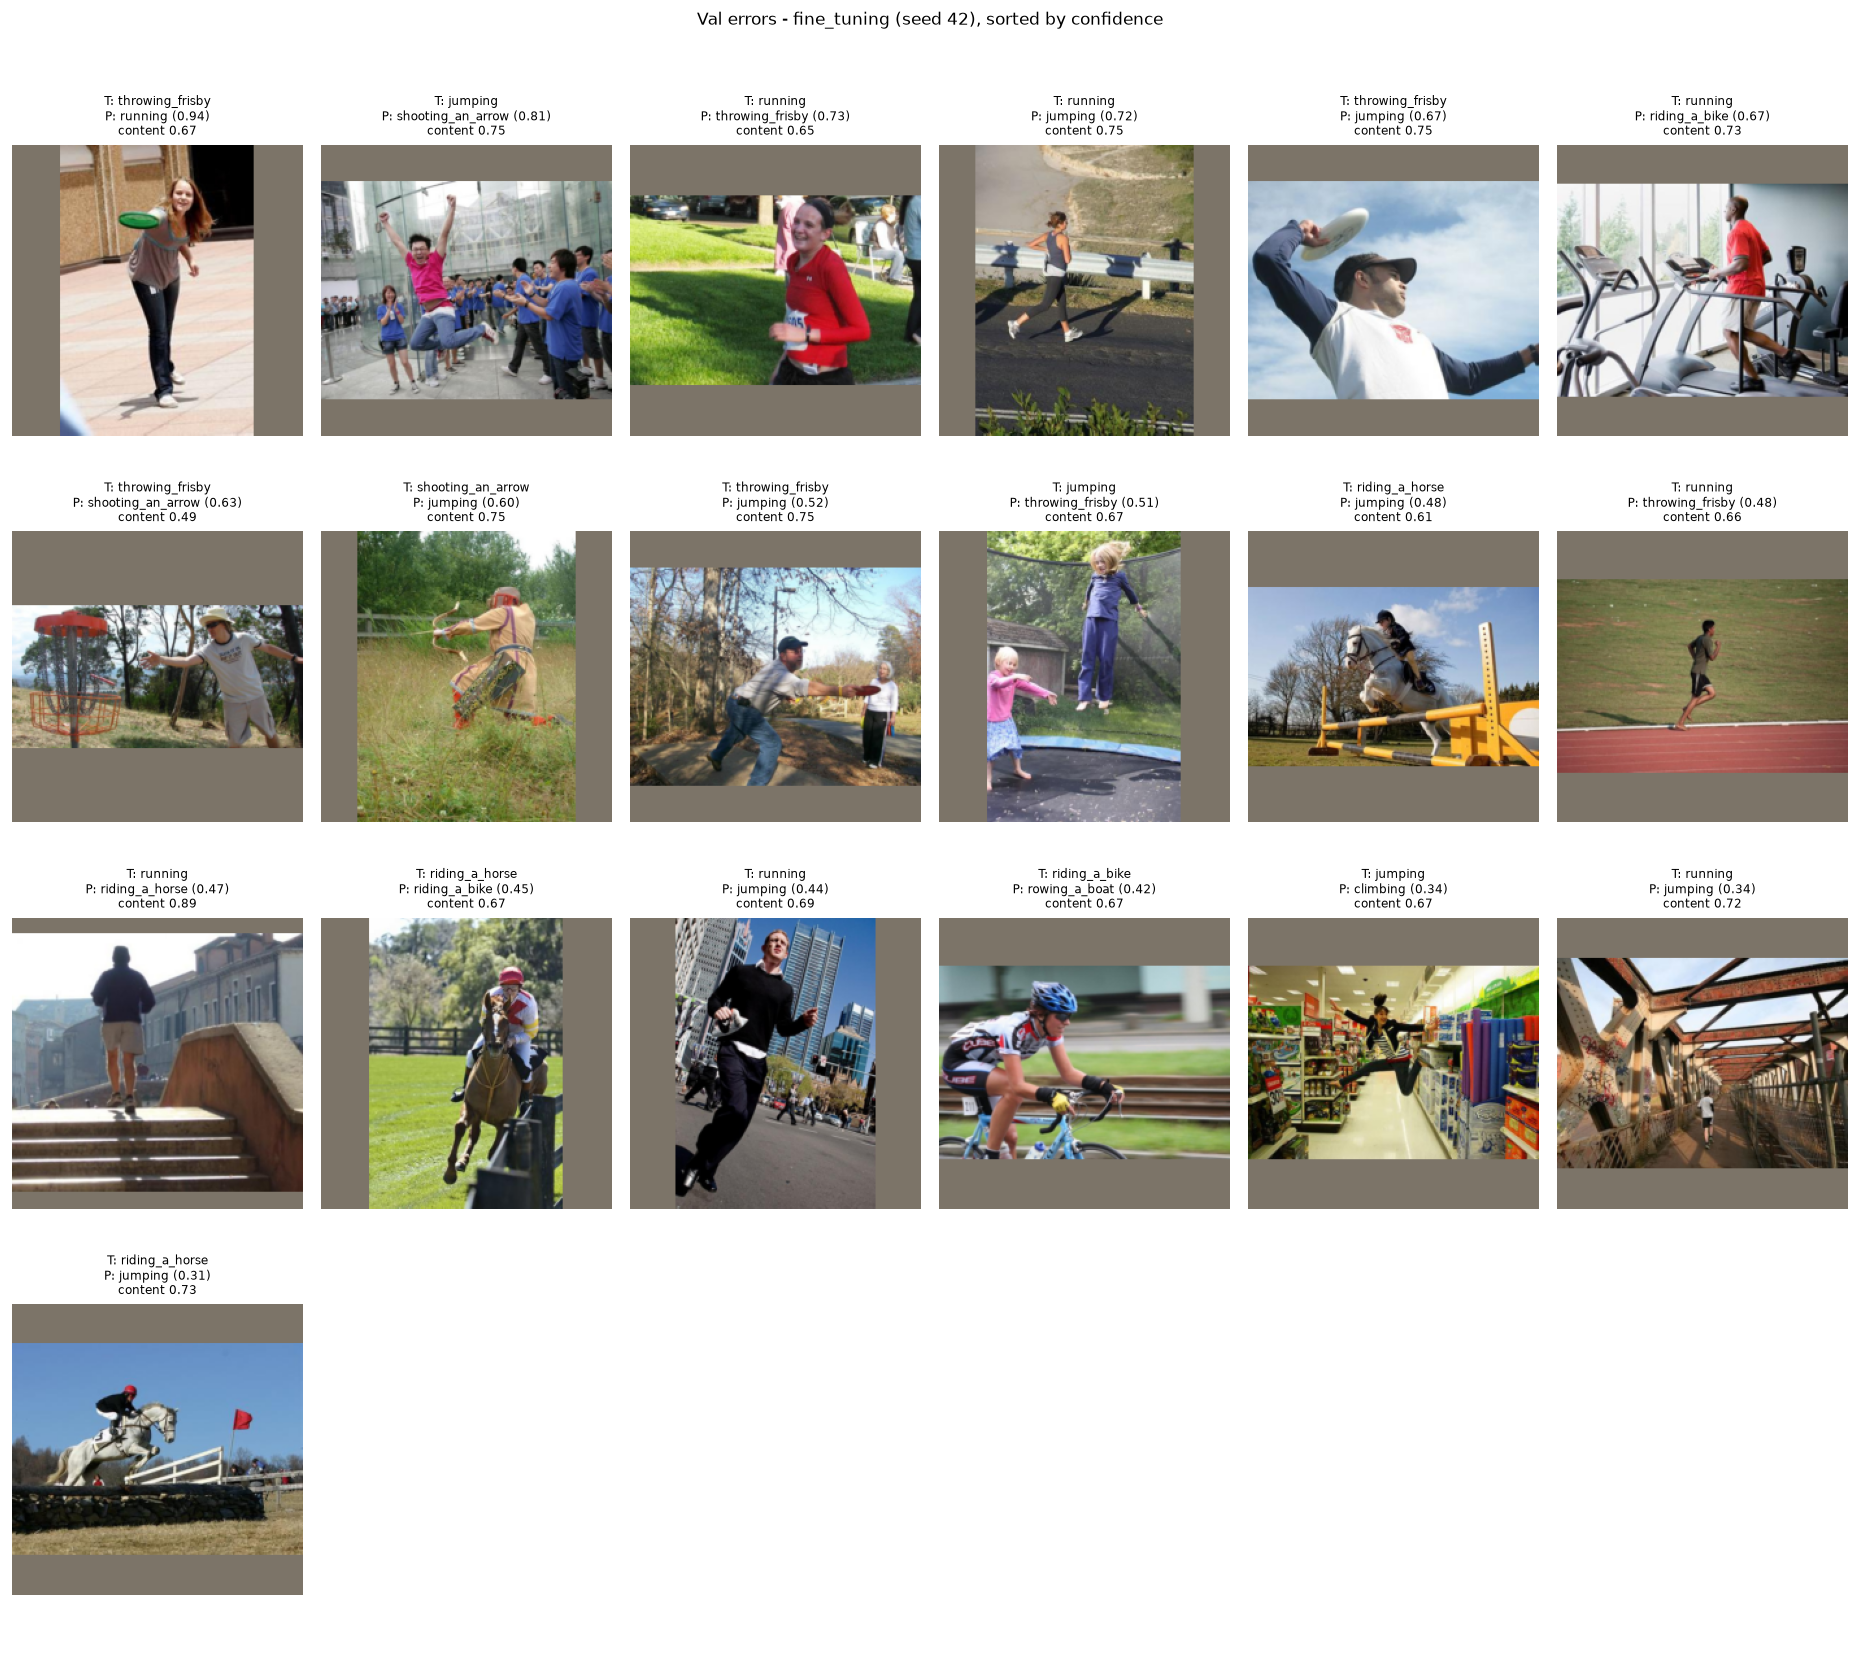 Val errors - fine_tuning (seed 42), sorted by confidence
T: throwing_frisby
P: running (0.94)
content 0.67
T: jumping
P: shooting_an_arrow (0.81)
content 0.75
T: running
P: throwing_frisby (0.73)
content 0.65
T: running
P: jumping (0.72)
content 0.75
T: throwing_frisby
P: jumping (0.67)
content 0.75
T: running
P: riding_a_bike (0.67)
content 0.73
T: throwing_frisby
P: shooting_an_arrow (0.63)
content 0.49
T: shooting_an_arrow
P: jumping (0.60)
content 0.75
T: throwing_frisby
P: jumping (0.52)
content 0.75
T: jumping
P: throwing_frisby (0.51)
content 0.67
T: riding_a_horse
P: jumping (0.48)
content 0.61
T: running
P: throwing_frisby (0.48)
content 0.66
T: running
P: riding_a_horse (0.47)
content 0.89
T: riding_a_horse
P: riding_a_bike (0.45)
content 0.67
T: running
P: jumping (0.44)
content 0.69
T: riding_a_bike
P: rowing_a_boat (0.42)
content 0.67
T: jumping
P: climbing (0.34)
content 0.67
T: running
P: jumping (0.34)
content 0.72
T: riding_a_horse
P: jumping (0.31)
content 0.73